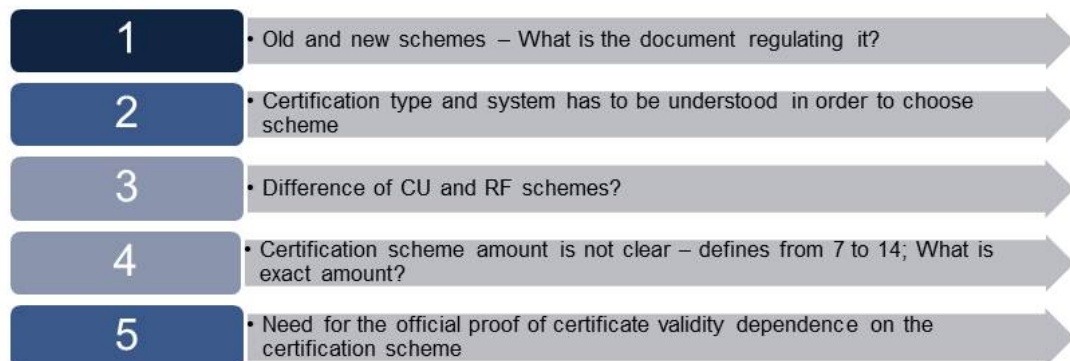 1
• Old and new schemes – What is the document regulating it?
2
• Certification type and system has to be understood in order to choose
scheme
3
• Difference of CU and RF schemes?
4
• Certification scheme amount is not clear – defines from 7 to 14; What is
exact amount?
5
• Need for the official proof of certificate validity dependence on the
certification scheme